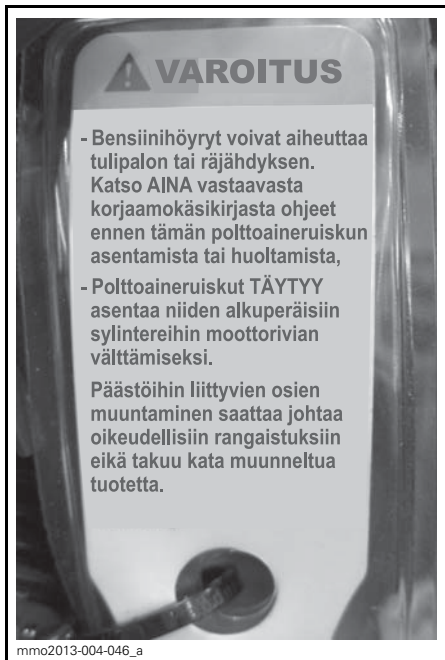 VAROITUS
- Bensiinihöyryt voivat aiheuttaa
tulipalon tai räjähdyksen.
Katso AINA vastaavasta
korjaamokäsikirjasta ohjeet
ennen tämän polttoaineruiskun
asentamista tai huoltamista,
- Polttoaineruiskut TÄYTYY
asentaa niiden alkuperäisiin
sylintereihin moottorivian
välttämiseksi.
Päästöihin liittyvien osien
muuntaminen saattaa johtaa
oikeudellisiin rangaistuksiin
eikä takuu kata muunneltua
tuotetta.
mmo2013-004-046_a